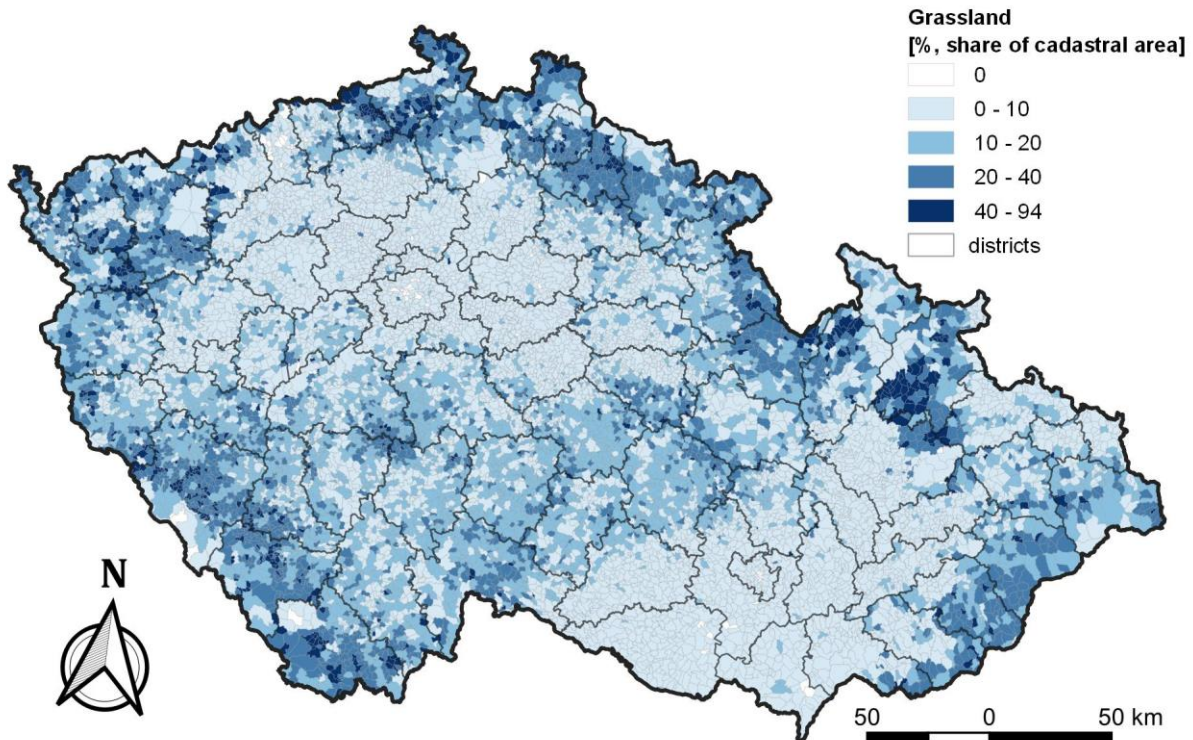 Grassland
[%, share of cadastral area]
0
0 - 10
10 - 20
20 - 40
40 - 94
districts
N
50 0 50 km